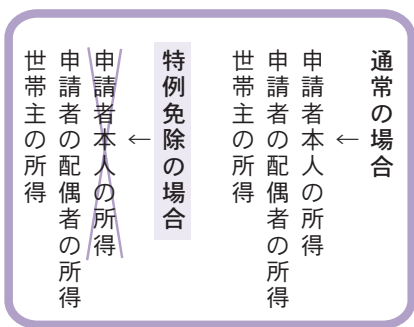 通常の場合
←
申請者本人の所得
申請者の配偶者の所得
世帯主の所得
特例免除の場合
←
申請者本人の所得
申請者の配偶者の所得
世帯主の所得